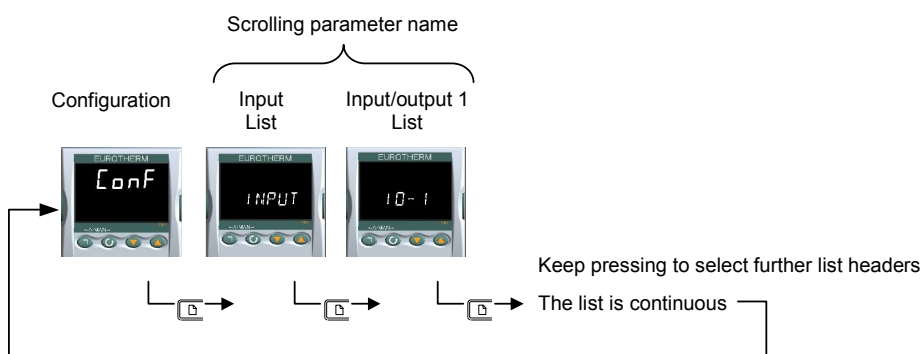 Scrolling parameter name
Configuration
Input
List
Input/output 1
List
EUROTHERM
ConF
EUROTHERM
INPUT
EUROTHERM
IO-1
Keep pressing to select further list headers
The list is continuous